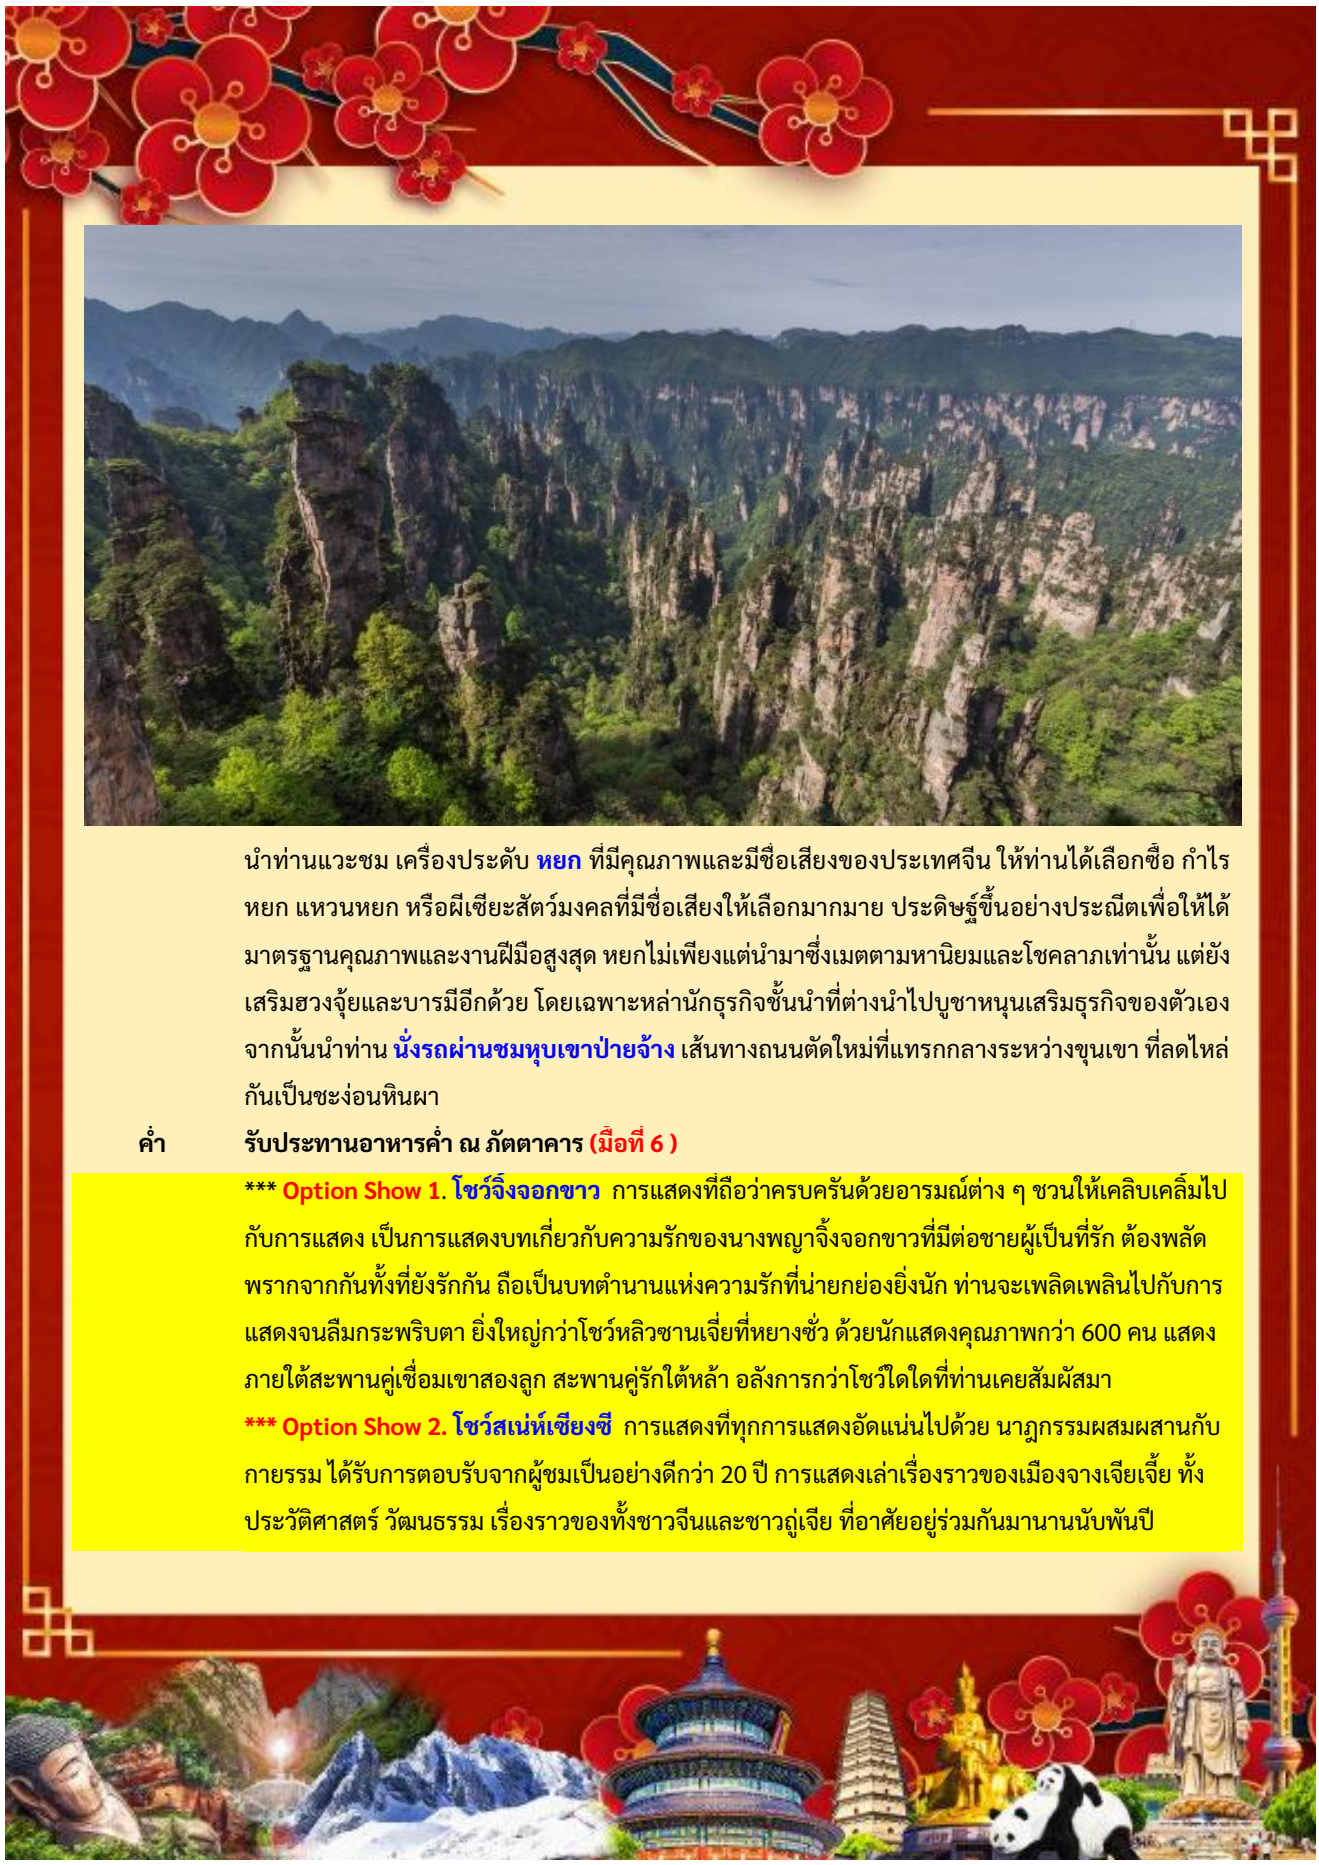 นำท่านแวะชม เครื่องประดับ หยก ที่มีคุณภาพและมีชื่อเสียงของประเทศจีน ให้ท่านได้เลือกซื้อ กำไร
หยก แหวนหยก หรือผีเซียะสัตว์มงคลที่มีชื่อเสียงให้เลือกมากมาย ประดิษฐ์ขึ้นอย่างประณีตเพื่อให้ได้
มาตรฐานคุณภาพและงานฝีมือสูงสุด หยกไม่เพียงแต่นำมาซึ่งเมตตามหานิยมและโชคลาภเท่านั้น แต่ยัง
เสริมฮวงจุ้ยและบารมีอีกด้วย โดยเฉพาะหล่านักธุรกิจชั้นนำที่ต่างนำไปบูชาหนุนเสริมธุรกิจของตัวเอง
จากนั้นนำท่าน นั่งรถผ่านชมหุบเขาป่ายจ้าง เส้นทางถนนตัดใหม่ที่แทรกกลางระหว่างขุนเขา ที่ลดไหล่
กันเป็นชะง่อนหินผา
ค่ำ รับประทานอาหารค่ำ ณ ภัตตาคาร (มื้อที่ 6 )
*** Option Show 1. โชว์จิ้งจอกขาว การแสดงที่ถือว่าครบครันด้วยอารมณ์ต่าง ๆ ชวนให้เคลิบเคลิ้มไป
กับการแสดง เป็นการแสดงบทเกี่ยวกับความรักของนางพญาจิ้งจอกขาวที่มีต่อชายผู้เป็นที่รัก ต้องพลัด
พรากจากกันทั้งที่ยังรักกัน ถือเป็นบทตำนานแห่งความรักที่น่ายกย่องยิ่งนัก ท่านจะเพลิดเพลินไปกับการ
แสดงจนลืมกระพริบตา ยิ่งใหญ่กว่าโชว์หลิวซานเจี่ยที่หยางซั่ว ด้วยนักแสดงคุณภาพกว่า 600 คน แสดง
ภายใต้สะพานคู่เชื่อมเขาสองลูก สะพานคู่รักใต้หล้า อลังการกว่าโชว์ใดใดที่ท่านเคยสัมผัสมา
*** Option Show 2. โชว์สเน่ห์เซียงซี การแสดงที่ทุกการแสดงอัดแน่นไปด้วย นาฎกรรมผสมผสานกับ
กายรรม ได้รับการตอบรับจากผู้ชมเป็นอย่างดีกว่า 20 ปี การแสดงเล่าเรื่องราวของเมืองจางเจียเจี้ย ทั้ง
ประวัติศาสตร์ วัฒนธรรม เรื่องราวของทั้งชาวจีนและชาวถู่เจีย ที่อาศัยอยู่ร่วมกันมานานนับพันปี